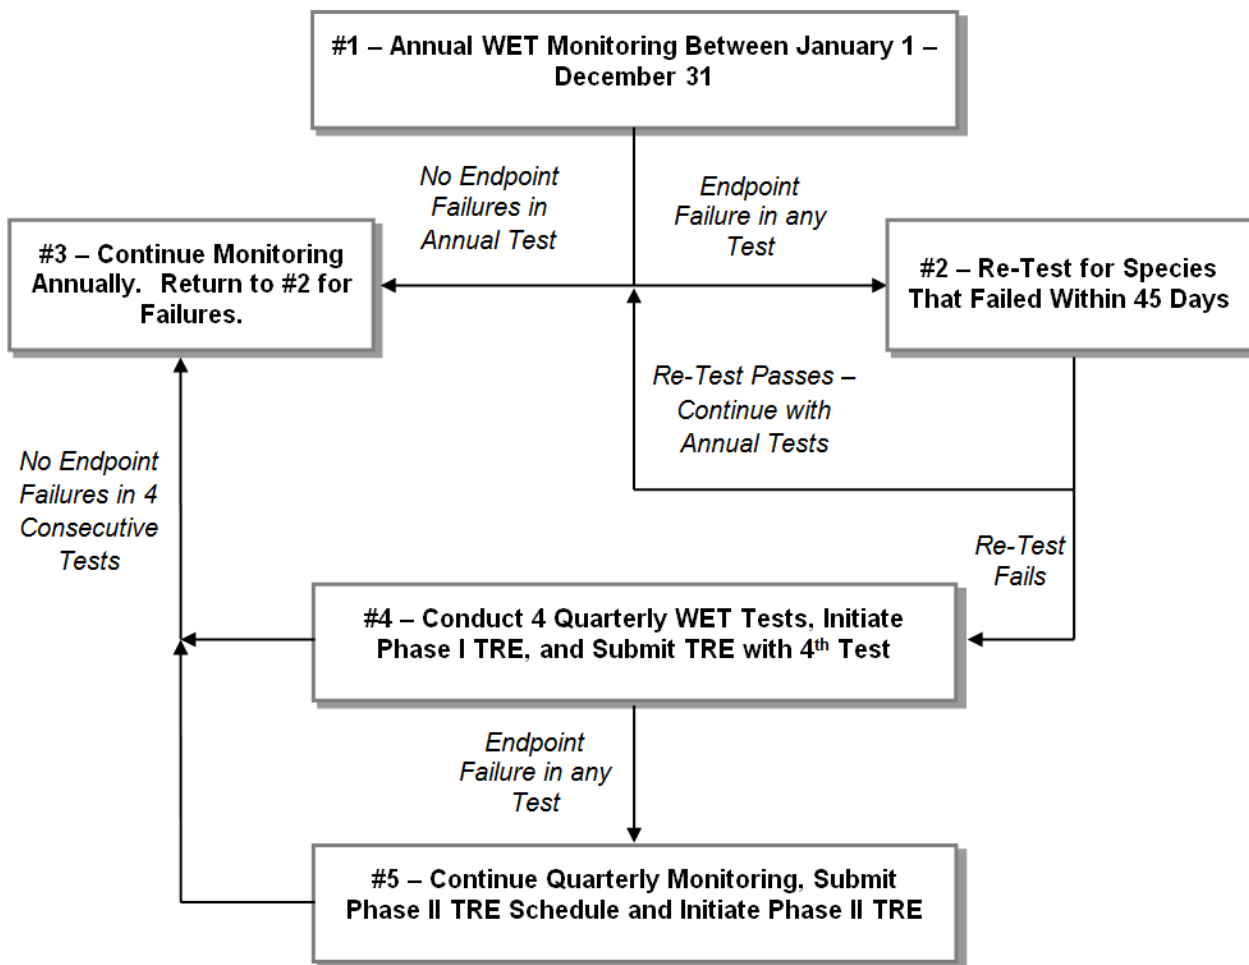 #1 – Annual WET Monitoring Between January 1 –
December 31
No Endpoint
Failures in
Annual Test
Endpoint
Failure in any
Test
#3 – Continue Monitoring
Annually.  Return to #2 for
Failures.
#2 – Re-Test for Species
That Failed Within 45 Days
Re-Test Passes –
Continue with
Annual Tests
No Endpoint
Failures in 4
Consecutive
Tests
Re-Test
Fails
#4 – Conduct 4 Quarterly WET Tests, Initiate
Phase I TRE, and Submit TRE with 4th Test
Endpoint
Failure in any
Test
#5 – Continue Quarterly Monitoring, Submit
Phase II TRE Schedule and Initiate Phase II TRE